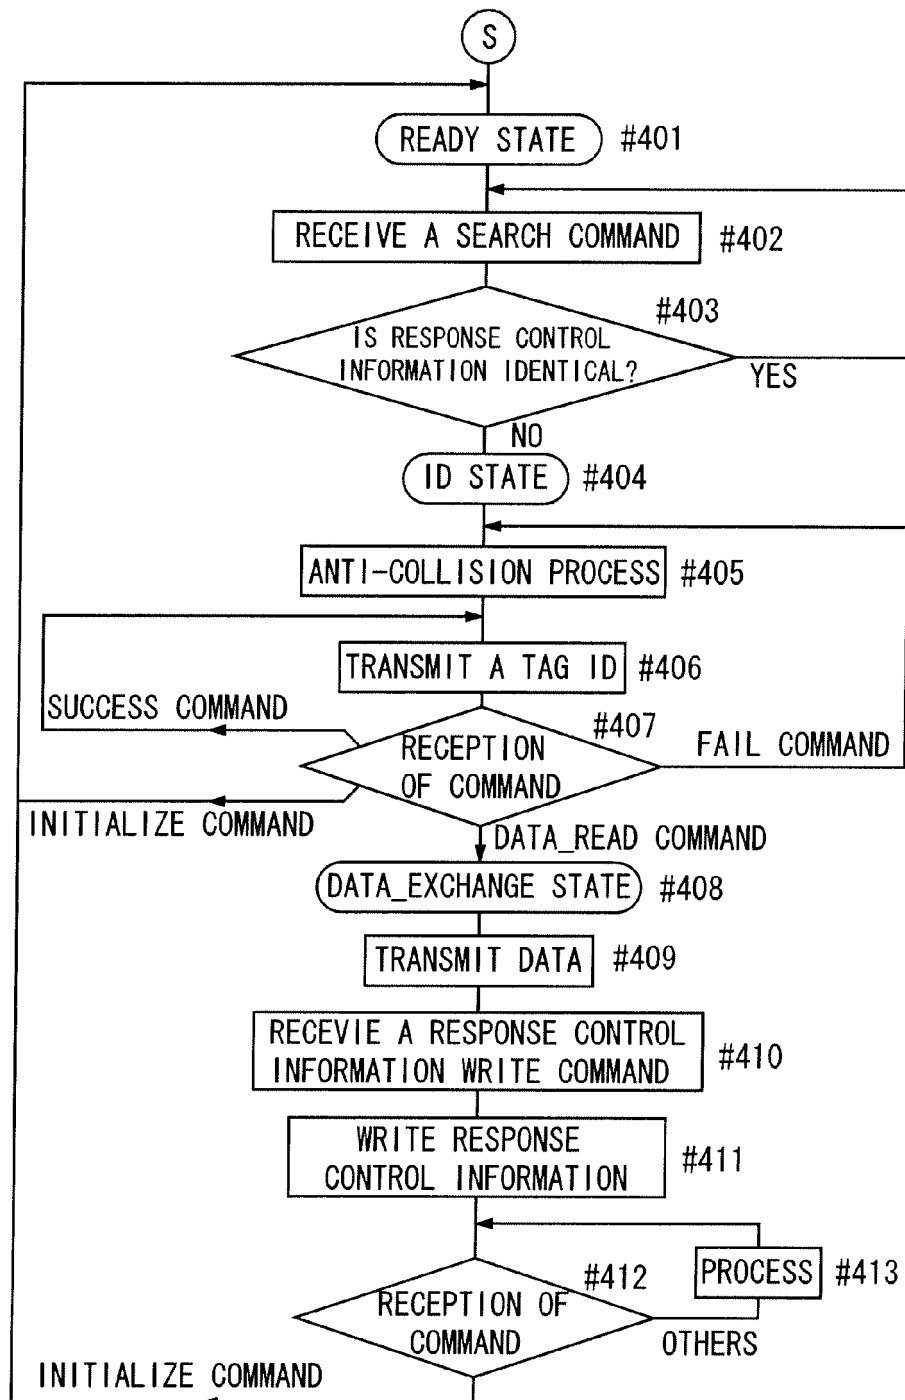 S
READY STATE #401
RECEIVE A SEARCH COMMAND #402
#403
IS RESPONSE CONTROL
INFORMATION IDENTICAL?
YES
NO
ID STATE #404
ANTI-COLLISION PROCESS #405
TRANSMIT A TAG ID #406
SUCCESS COMMAND
#407
RECEPTION
OF COMMAND
FAIL COMMAND
INITIALIZE COMMAND
DATA_READ COMMAND
DATA_EXCHANGE STATE #408
TRANSMIT DATA #409
RECEVIE A RESPONSE CONTROL
INFORMATION WRITE COMMAND
#410
WRITE RESPONSE
CONTROL INFORMATION
#411
#412
RECEPTION OF
COMMAND
PROCESS #413
OTHERS
INITIALIZE COMMAND